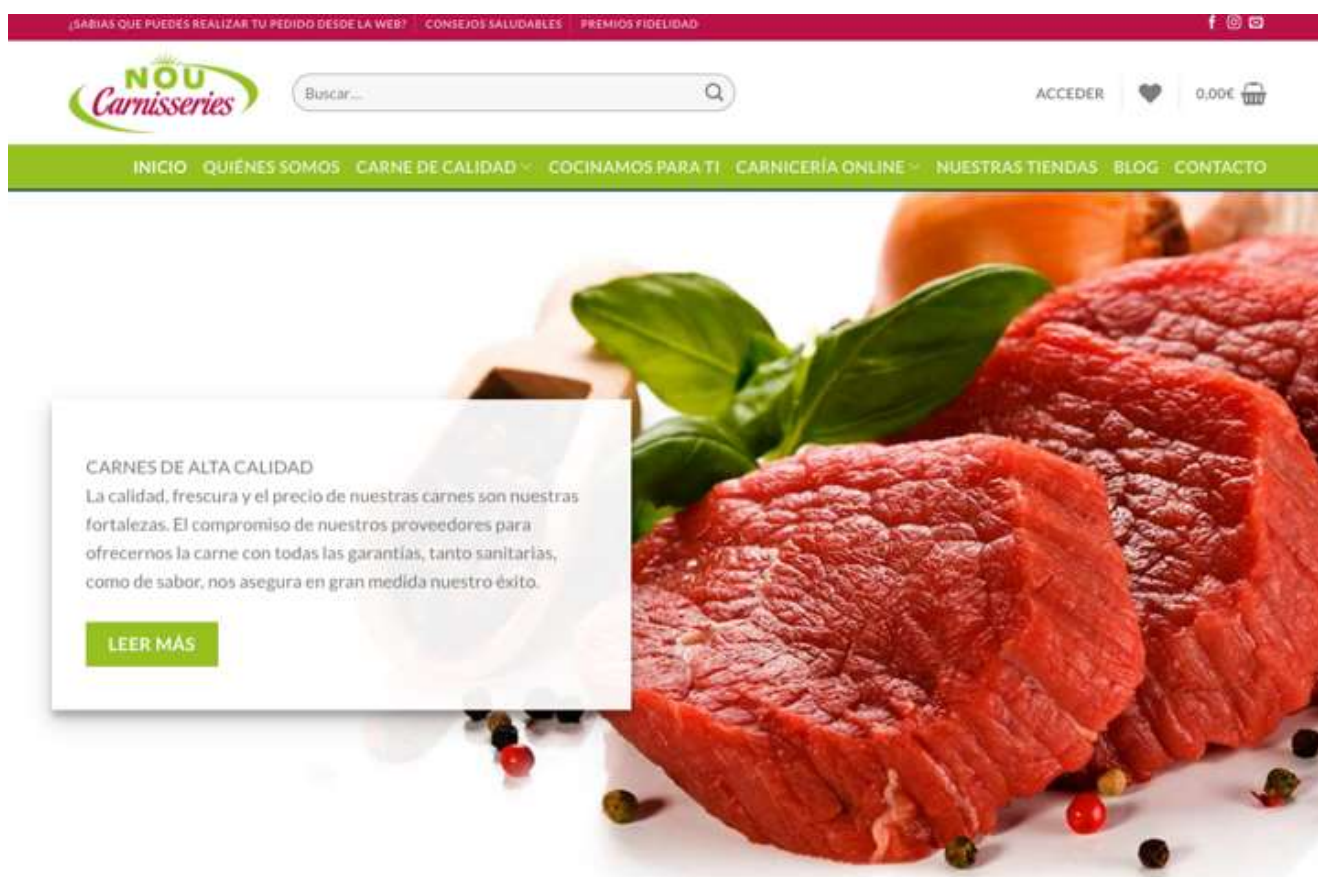 ¿SABIAS QUE PUEDES REALIZAR TU PEDIDO DESDE LA WEB? CONSEJOS SALUDABLES PREMIOS FIDELIDAD
NOU
Carnisseries
Buscar...
ACCEDER
0,00€
INICIO QUIÉNES SOMOS CARNE DE CALIDAD COCINAMOS PARA TI CARNICERÍA ONLINE NUESTRAS TIENDAS BLOG CONTACTO
CARNES DE ALTA CALIDAD
La calidad, frescura y el precio de nuestras carnes son nuestras
fortalezas. El compromiso de nuestros proveedores para
ofrecernos la carne con todas las garantías, tanto sanitarias,
como de sabor, nos asegura en gran medida nuestro éxito.
LEER MÁS